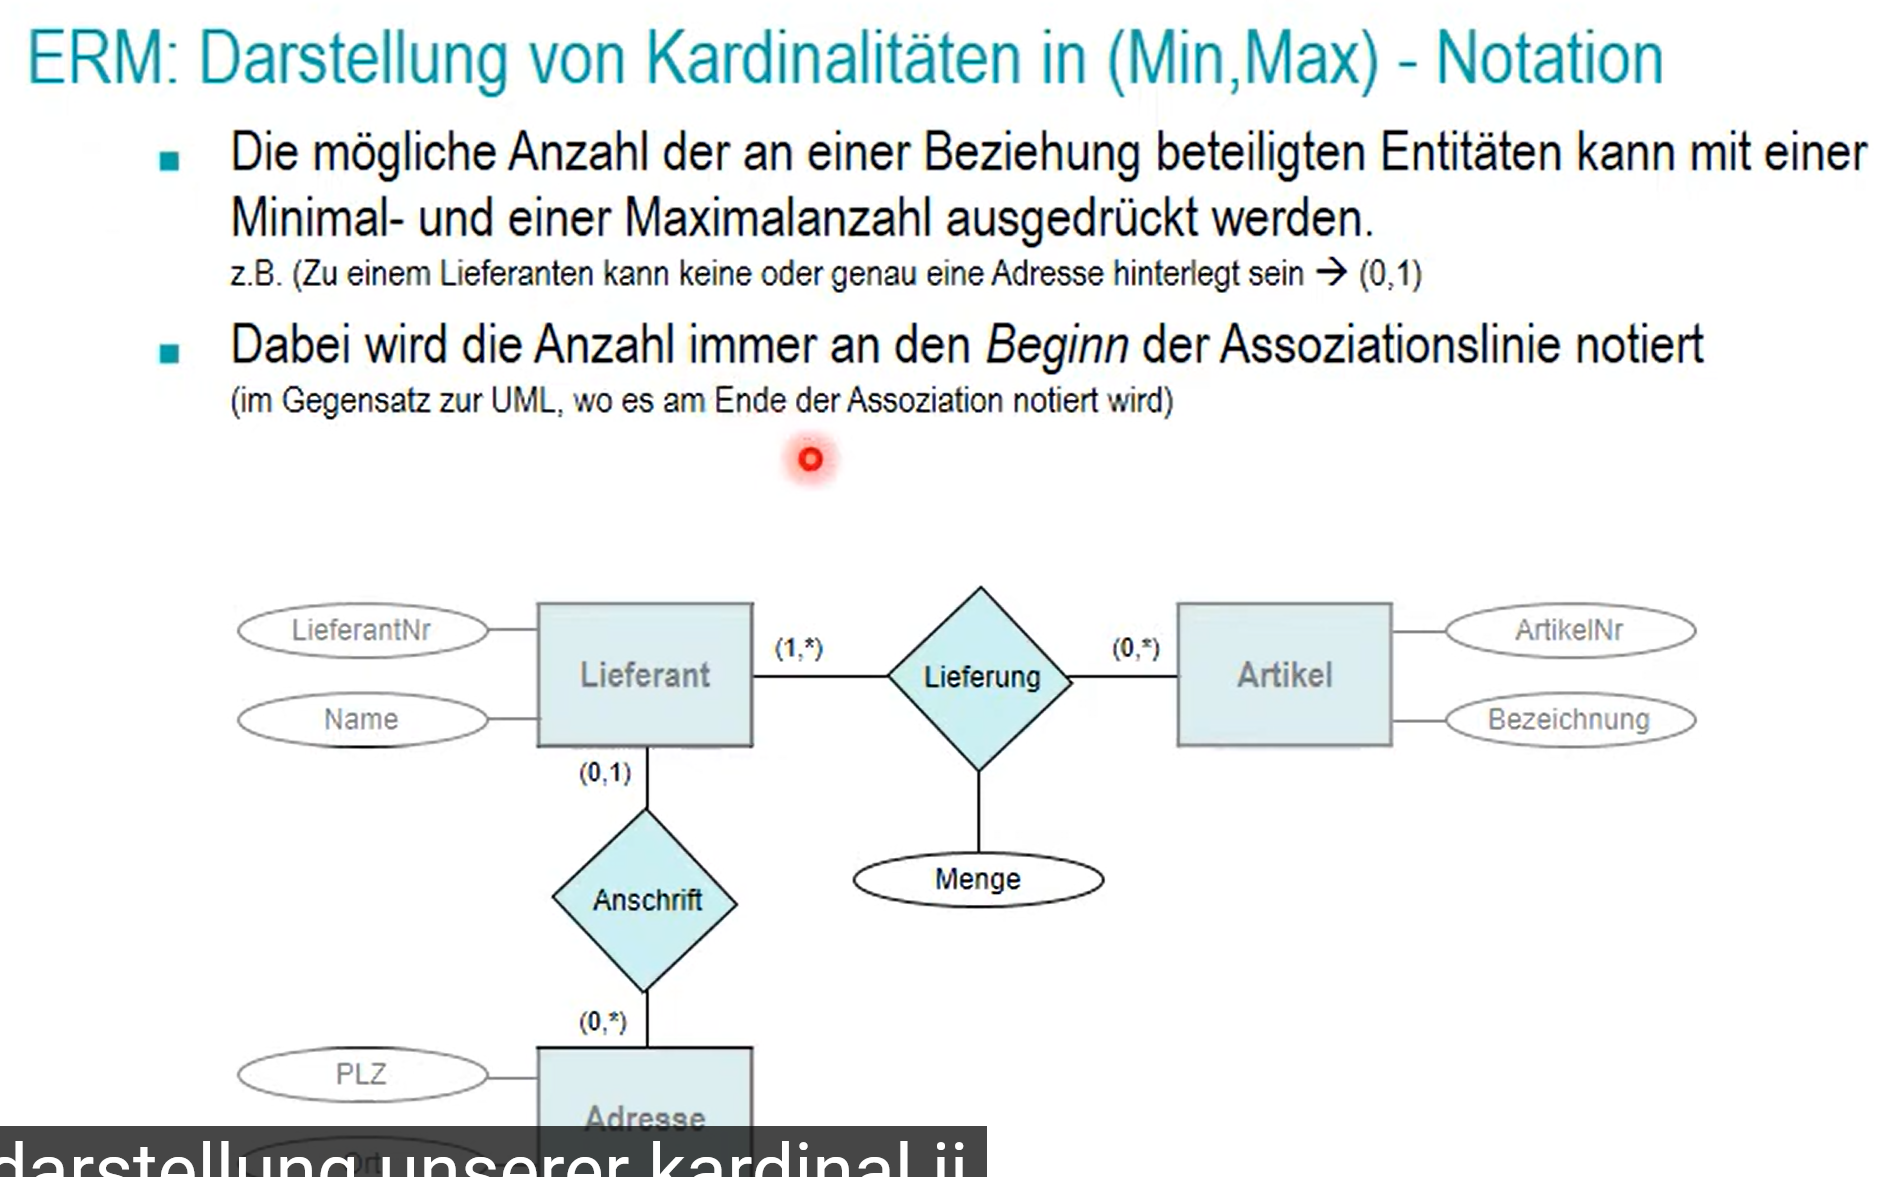 ERM: Darstellung von Kardinalitäten in (Min,Max) - Notation
Die mögliche Anzahl der an einer Beziehung beteiligten Entitäten kann mit einer
Minimal- und einer Maximalanzahl ausgedrückt werden.
z.B. (Zu einem Lieferanten kann keine oder genau eine Adresse hinterlegt sein → (0,1)
Dabei wird die Anzahl immer an den Beginn der Assoziationslinie notiert
(im Gegensatz zur UML, wo es am Ende der Assoziation notiert wird)
LieferantNr
Name
Lieferant
(1,*)
Lieferung
(0,*)
Artikel
ArtikelNr
Bezeichnung
(0,1)
Anschrift
Menge
(0,*)
PLZ
Adresse
Ort
darstellung unserer kardinal ii